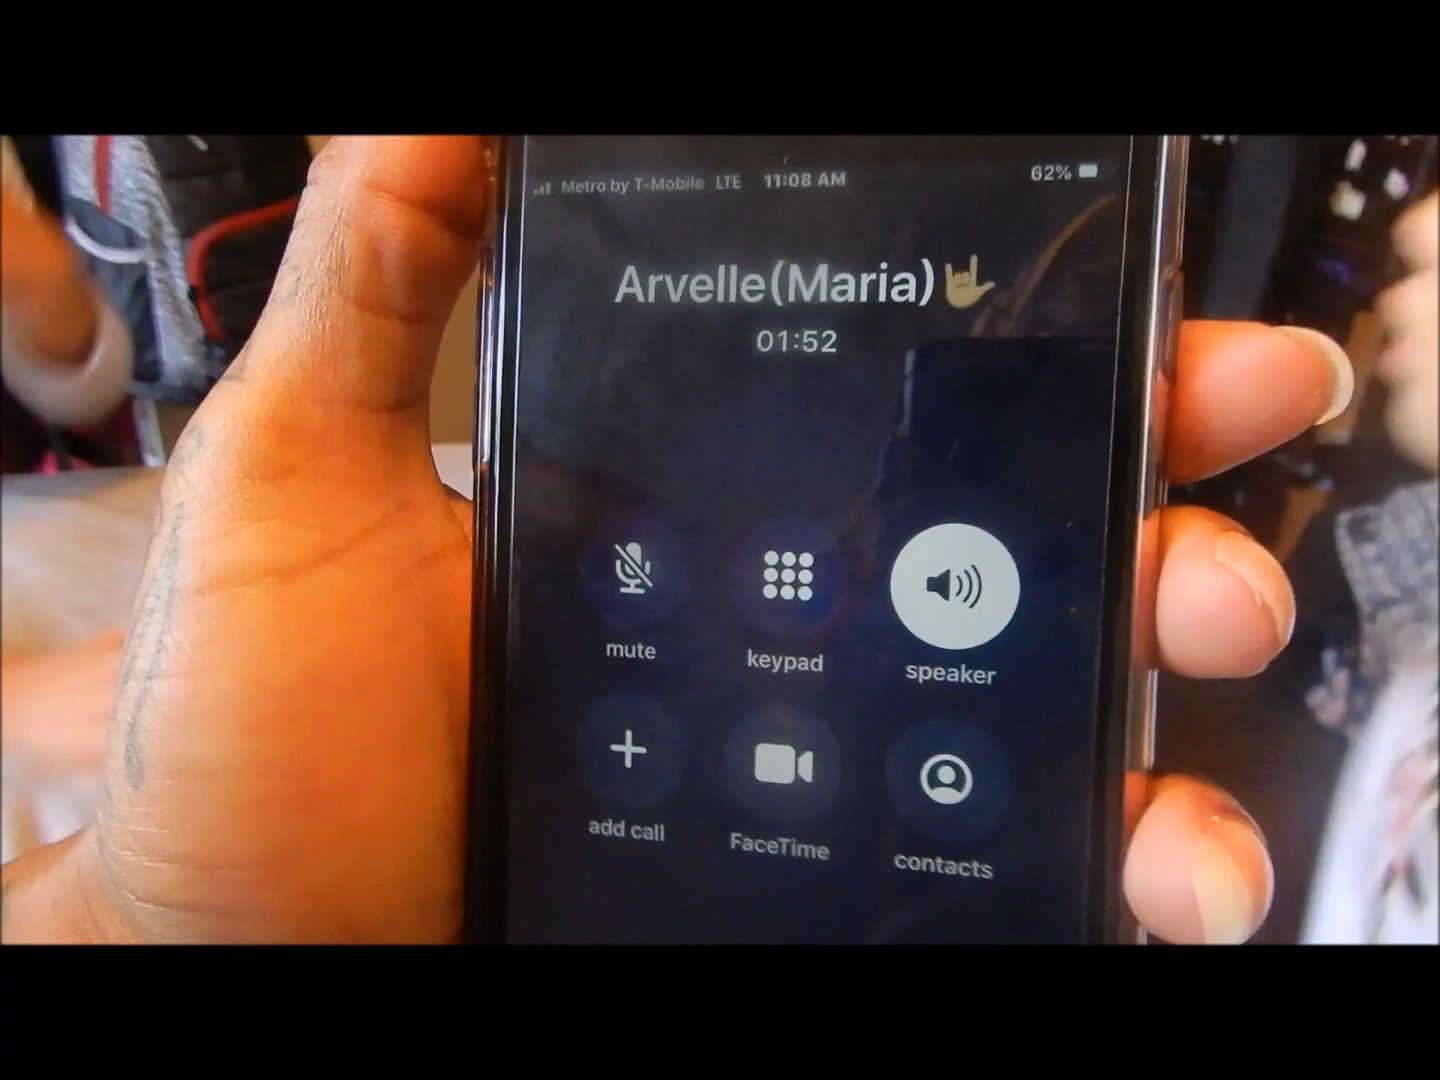 Metro by T-Mobile LTE 11:08 AM 62%
Arvelle(Maria)🤟🏼
01:52
mute keypad speaker
add call FaceTime contacts